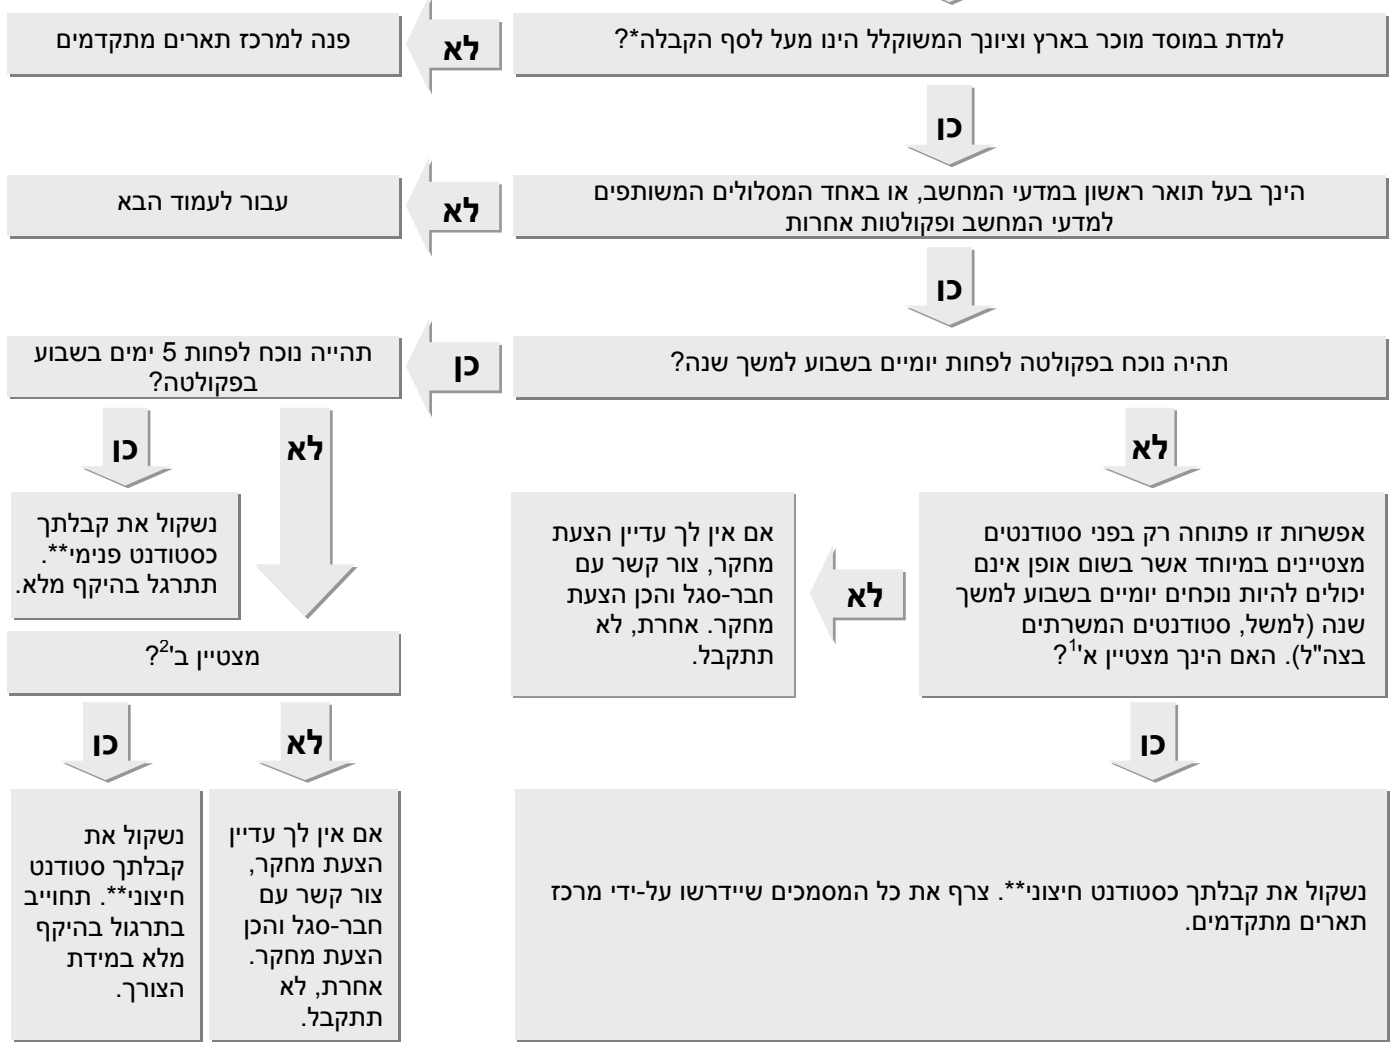 למדת במוסד מוכר בארץ וציונך המשוקלל הינו מעל לסף הקבלה*?
לא
פנה למרכז תארים מתקדמים
כן
הינך בעל תואר ראשון במדעי המחשב, או באחד המסלולים המשותפים
למדעי המחשב ופקולטות אחרות
לא
עבור לעמוד הבא
כן
תהיה נוכח בפקולטה לפחות יומיים בשבוע למשך שנה?
כן
תהייה נוכח לפחות 5 ימים בשבוע
בפקולטה?
לא
לא
כן
אפשרות זו פתוחה רק בפני סטודנטים
מצטיינים במיוחד אשר בשום אופן אינם
יכולים להיות נוכחים יומיים בשבוע למשך
שנה (למשל, סטודנטים המשרתים
בצה"ל). האם הינך מצטיין א'¹?
לא
אם אין לך עדיין הצעת
מחקר, צור קשר עם
חבר-סגל והכן הצעת
מחקר. אחרת, לא
תתקבל.
נשקול את קבלתך
כסטודנט פנימי**.
תתרגל בהיקף מלא.
מצטיין ב'²?
כן
לא
כן
נשקול את קבלתך כסטודנט חיצוני**. צרף את כל המסמכים שיידרשו על-ידי מרכז
תארים מתקדמים.
אם אין לך עדיין
הצעת מחקר,
צור קשר עם
חבר-סגל והכן
הצעת מחקר.
אחרת, לא
תתקבל.
נשקול את
קבלתך סטודנט
חיצוני**. תחוייב
בתרגול בהיקף
מלא במידת
הצורך.